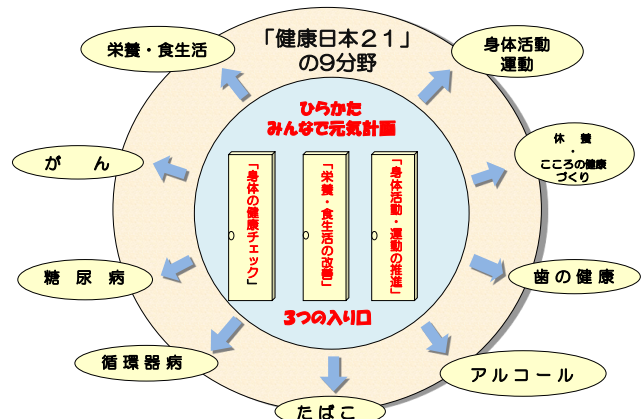 「健康日本２１」
の9分野
栄養・食生活
身体活動
運動
ひらかた
みんなで元気計画
休　養
・
こころの健康
づくり
が　ん
「身体の健康チェック」
「栄養・食生活の改善」
「身体活動・運動の推進」
糖 尿 病
歯の健康
3つの入り口
循環器病
アルコール
たばこ